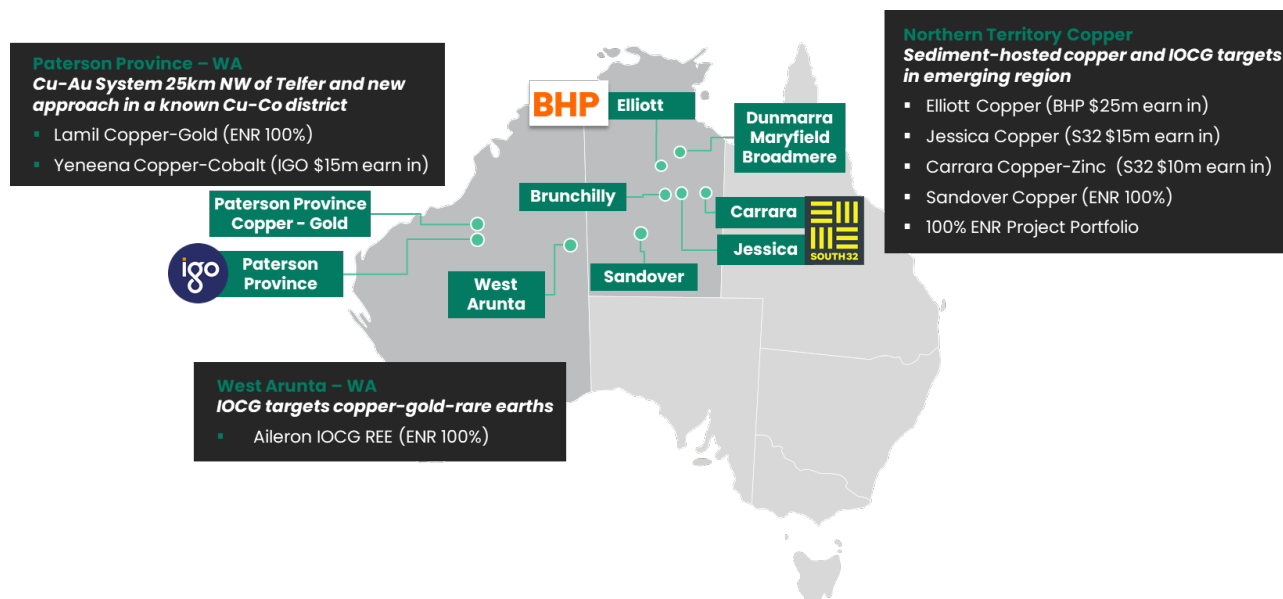 Paterson Province – WA
Cu-Au System 25km NW of Telfer and new
approach in a known Cu-Co district
▪ Lamil Copper-Gold (ENR 100%)
▪ Yeneena Copper-Cobalt (IGO $15m earn in)
Northern Territory Copper
Sediment-hosted copper and IOCG targets
in emerging region
▪ Elliott Copper (BHP $25m earn in)
▪ Jessica Copper (S32 $15m earn in)
▪ Carrara Copper-Zinc (S32 $10m earn in)
▪ Sandover Copper (ENR 100%)
▪ 100% ENR Project Portfolio
BHP
Elliott
Dunmarra
Maryfield
Broadmere
Brunchilly
Carrara
Jessica
SOUTH32
Paterson Province
Copper - Gold
igo
Paterson
Province
West
Arunta
Sandover
West Arunta – WA
IOCG targets copper-gold-rare earths
▪ Aileron IOCG REE (ENR 100%)